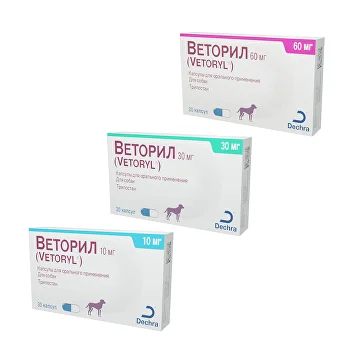 60 мг
ВЕТОРИЛ 60 мг
(VETORYL®)
Капсулы для орального применения
Для собак
Трилостан
30 капсул
Dechra
30 мг
ВЕТОРИЛ 30 мг
(VETORYL®)
Капсулы для орального применения
Для собак
Трилостан
30 капсул
Dechra
10 мг
ВЕТОРИЛ 10 мг
(VETORYL®)
Капсулы для орального применения
Для собак
Трилостан
30 капсул
Dechra